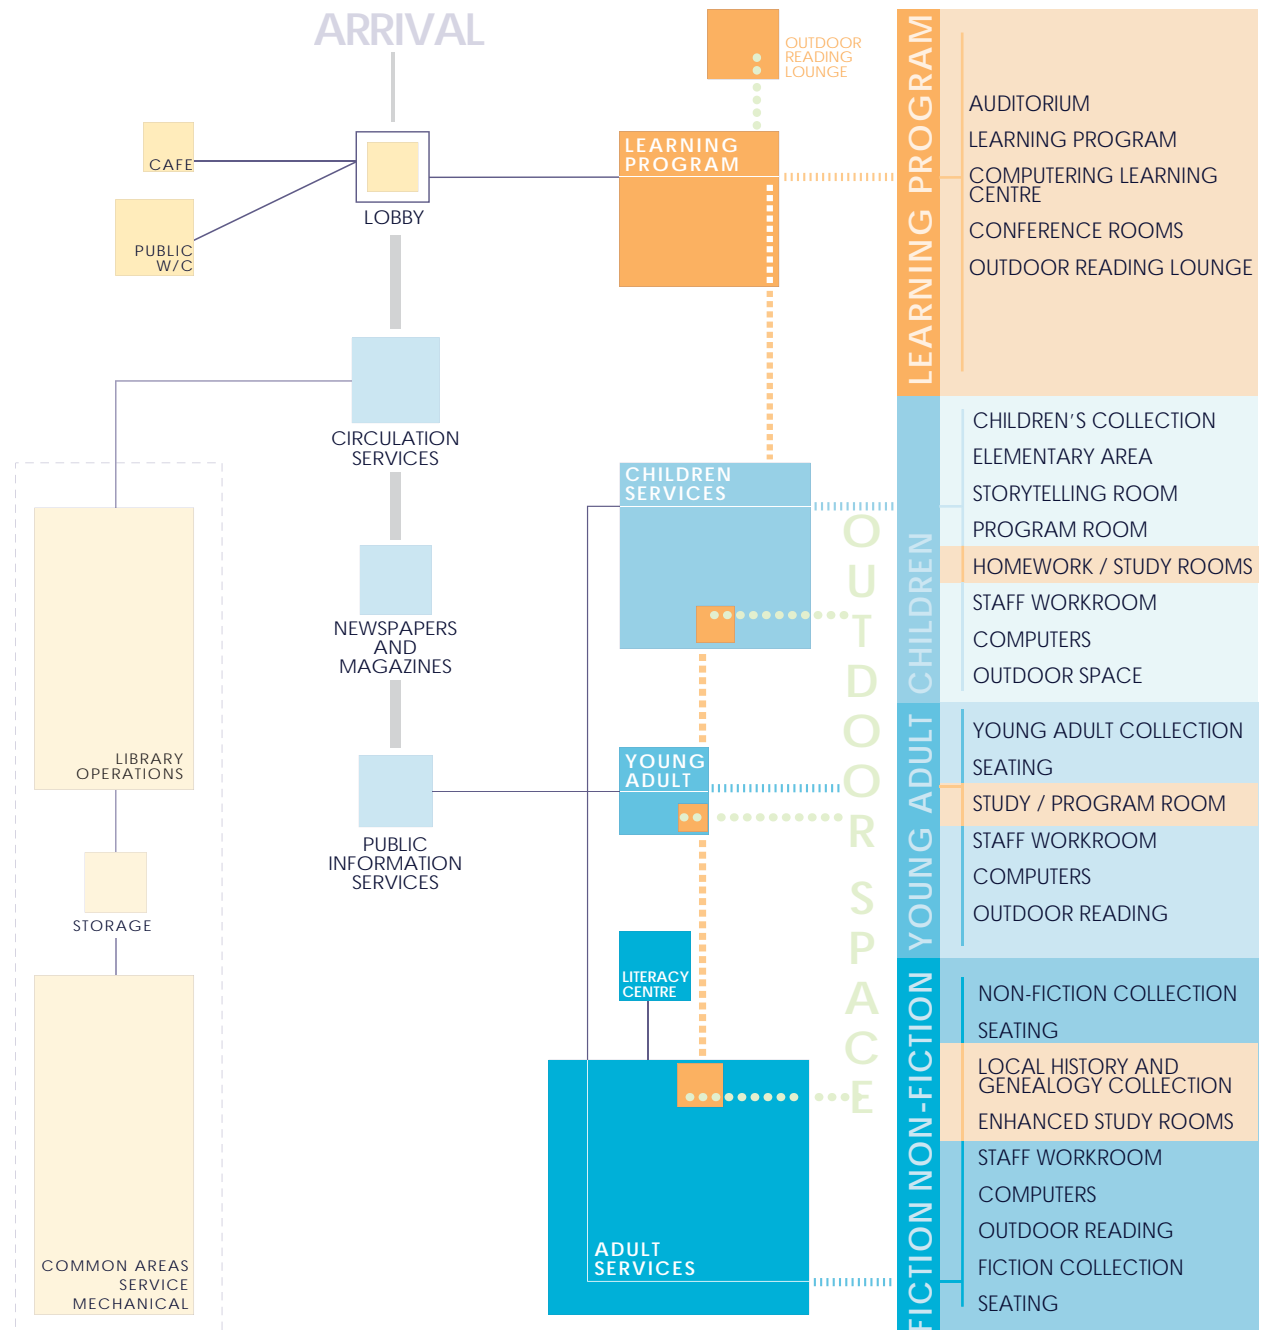 ARRIVAL
OUTDOOR
READING
LOUNGE
CAFE
LOBBY
PUBLIC
W/C
LEARNING
PROGRAM
CIRCULATION
SERVICES
CHILDREN
SERVICES
NEWSPAPERS
AND
MAGAZINES
LIBRARY
OPERATIONS
YOUNG
ADULT
PUBLIC
INFORMATION
SERVICES
STORAGE
LITERACY
CENTRE
ADULT
SERVICES
COMMON AREAS
SERVICE
MECHANICAL
OUTDOOR SPACE
LEARNING PROGRAM
AUDITORIUM
LEARNING PROGRAM
COMPUTERING LEARNING
CENTRE
CONFERENCE ROOMS
OUTDOOR READING LOUNGE
CHILDREN
CHILDREN'S COLLECTION
ELEMENTARY AREA
STORYTELLING ROOM
PROGRAM ROOM
HOMEWORK / STUDY ROOMS
STAFF WORKROOM
COMPUTERS
OUTDOOR SPACE
YOUNG ADULT
YOUNG ADULT COLLECTION
SEATING
STUDY / PROGRAM ROOM
STAFF WORKROOM
COMPUTERS
OUTDOOR READING
FICTION NON-FICTION
NON-FICTION COLLECTION
SEATING
LOCAL HISTORY AND
GENEALOGY COLLECTION
ENHANCED STUDY ROOMS
STAFF WORKROOM
COMPUTERS
OUTDOOR READING
FICTION COLLECTION
SEATING